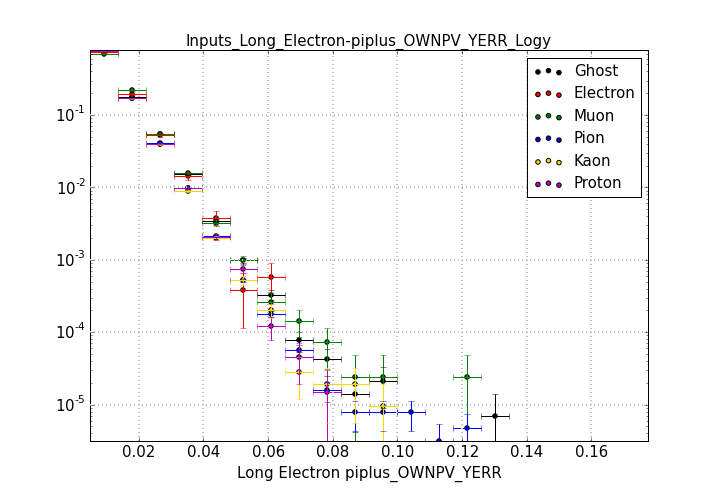 Inputs_Long_Electron-piplus_OWNPV_YERR_Logy
Ghost
Electron
Muon
Pion
Kaon
Proton
10^-1
10^-2
10^-3
10^-4
10^-5
0.02 0.04 0.06 0.08 0.10 0.12 0.14 0.16
Long Electron piplus_OWNPV_YERR